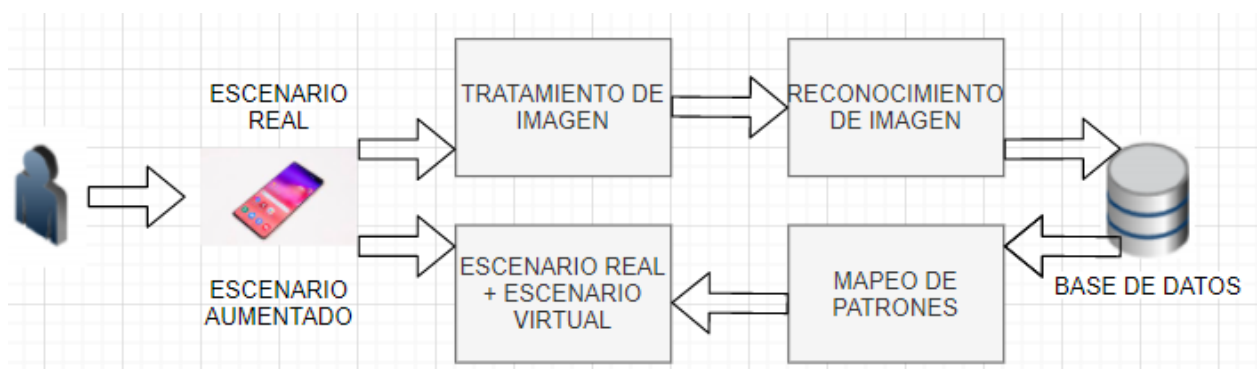 ESCENARIO
REAL
TRATAMIENTO DE
IMAGEN
RECONOCIMIENTO
DE IMAGEN
ESCENARIO
AUMENTADO
ESCENARIO REAL
+ ESCENARIO
VIRTUAL
MAPEO DE
PATRONES
BASE DE DATOS